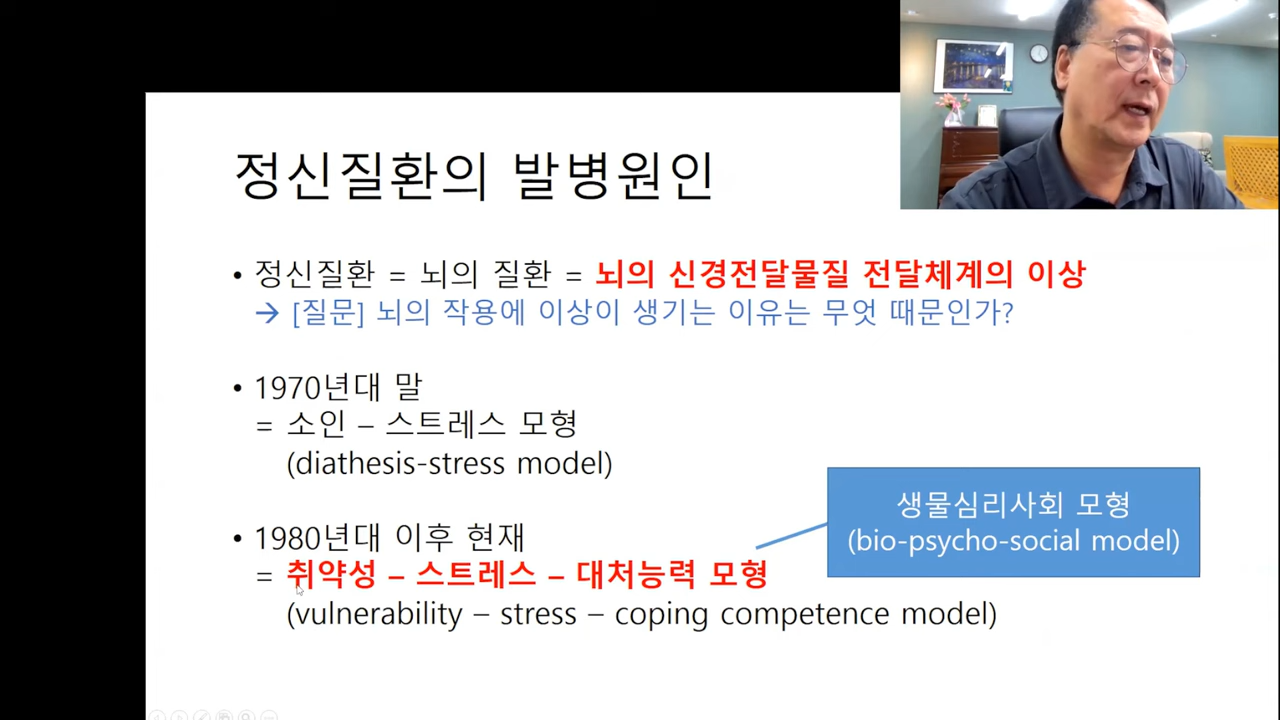 정신질환의 발병원인
• 정신질환 = 뇌의 질환 = 뇌의 신경전달물질 전달체계의 이상
→ [질문] 뇌의 작용에 이상이 생기는 이유는 무엇 때문인가?
• 1970년대 말
= 소인 – 스트레스 모형
(diathesis-stress model)
• 1980년대 이후 현재
= 취약성 – 스트레스 – 대처능력 모형
(vulnerability – stress – coping competence model)
생물심리사회 모형
(bio-psycho-social model)